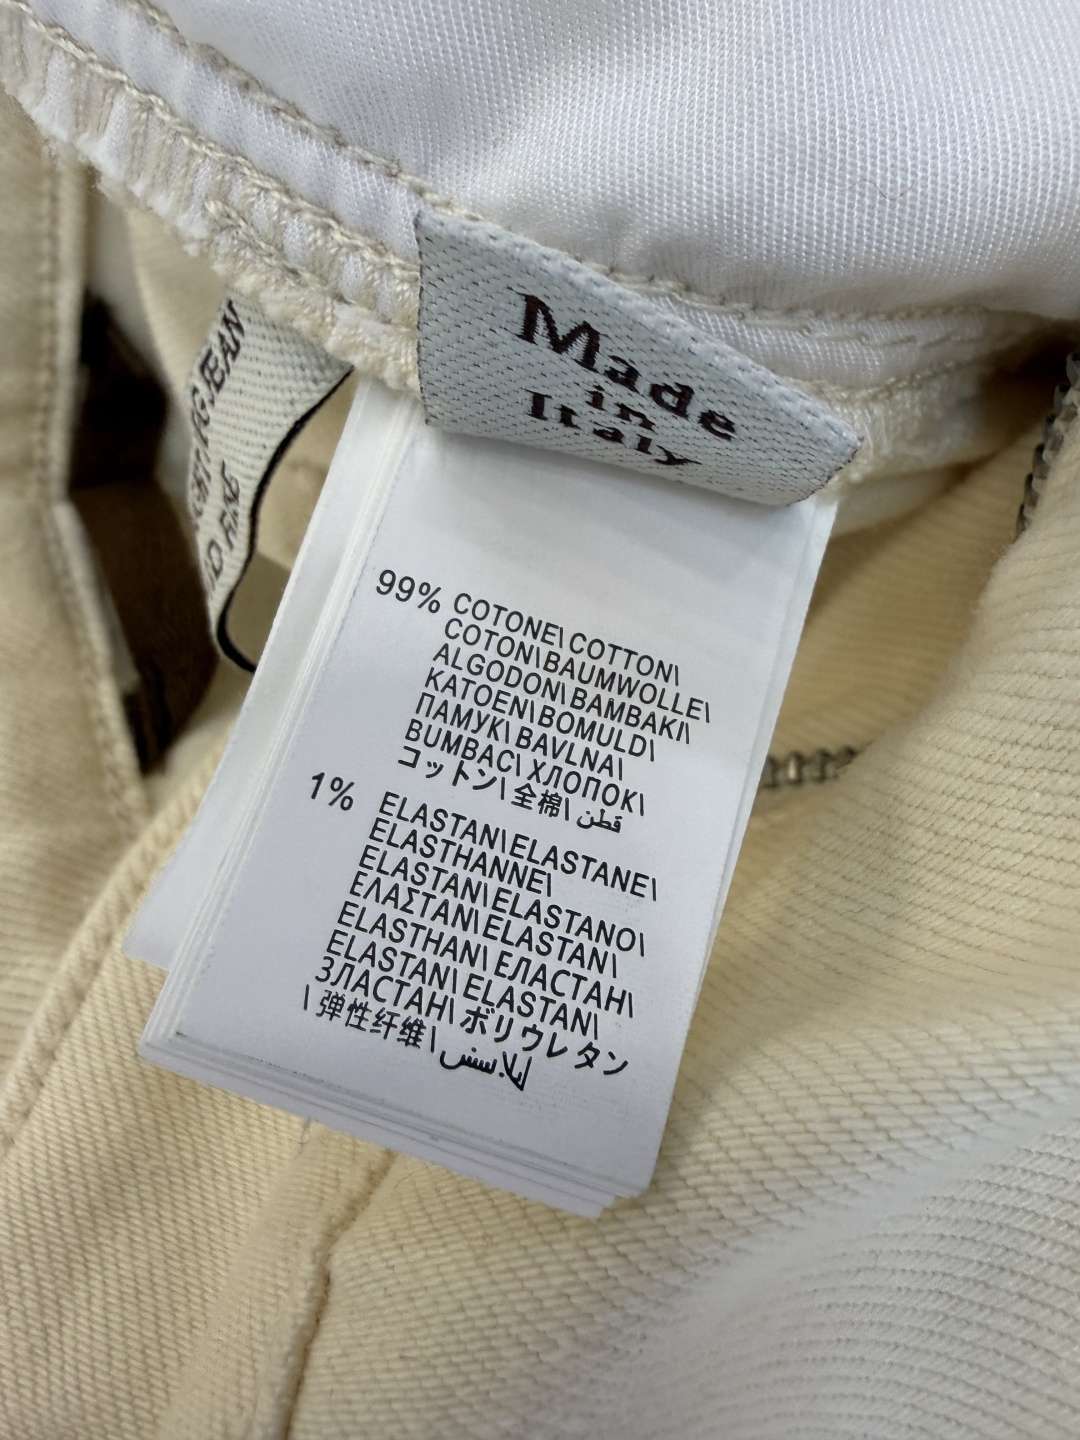 Made
in
Italy
99% COTONE\ COTTON\
COTON\BAUMWOLLE\
ALGODON\BAMBAKI\
KATOEN\BOMULD\
ПАМУК\ BAVLNA\
BUMBAC\ ХЛОПОК\
コットン\ 全棉\ قطن
1% ELASTAN\ELASTANE\
ELASTHANNE\
ELASTAN\ELASTANO\
ΕΛΑΣΤΑΝ\ELASTAN\
ELASTHAN\ ЕЛАСТАН\
ELASTAN\ ELASTAN\
ЗЛАСТАН\ ポリウレタン
\ 弹性纤维\
JEAN